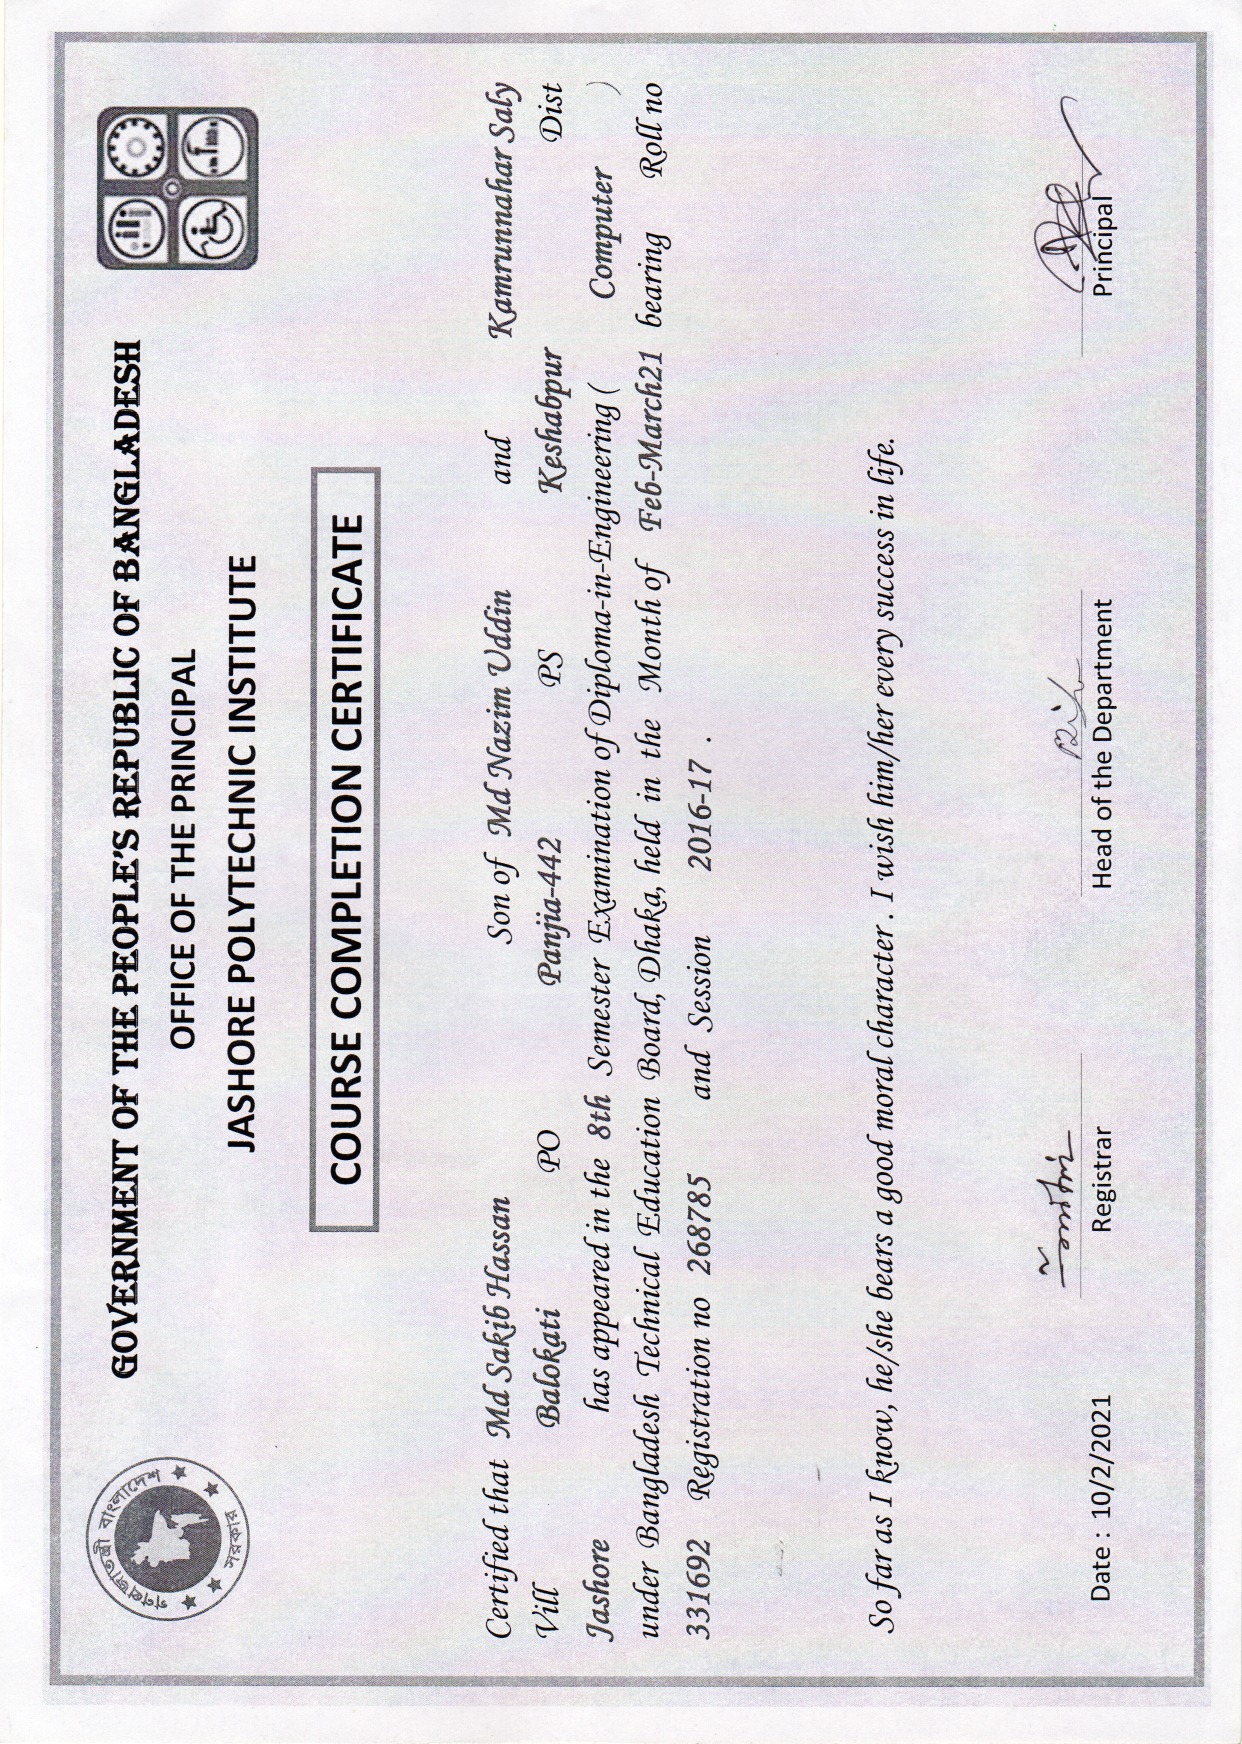 গণপ্রজাতন্ত্রী বাংলাদেশ
সরকার
GOVERNMENT OF THE PEOPLE'S REPUBLIC OF BANGLADESH
OFFICE OF THE PRINCIPAL
JASHORE POLYTECHNIC INSTITUTE
COURSE COMPLETION CERTIFICATE
Certified that Md Sakib Hassan Son of Md Nazim Uddin and Kamrunnahar Saly
Vill Balokati PO Panjia-442 PS Keshabpur Dist
Jashore has appeared in the 8th Semester Examination of Diploma-in-Engineering ( Computer )
under Bangladesh Technical Education Board, Dhaka, held in the Month of Feb-March21 bearing Roll no
331692 Registration no 268785 and Session 2016-17 .
So far as I know, he/she bears a good moral character . I wish him/her every success in life.
Date : 10/2/2021
Registrar
Head of the Department
Principal